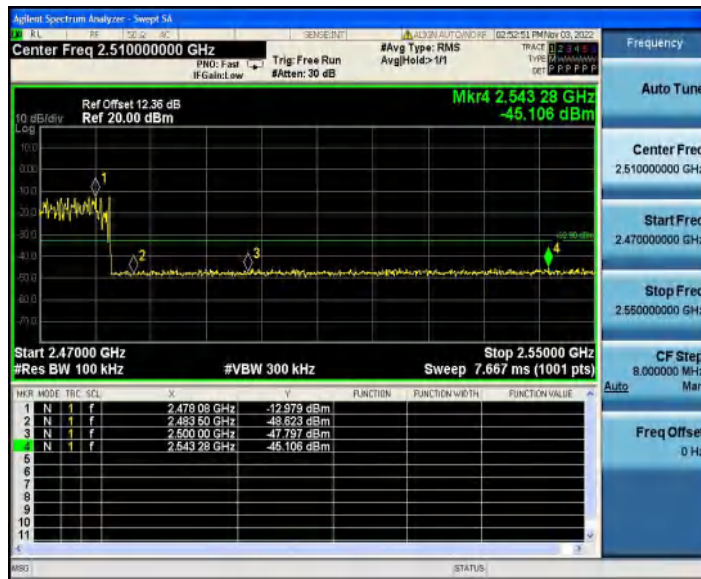 Agilent Spectrum Analyzer - Swept SA
RL RF 50 Ω AC SENSE:INT ALIGN AUTO/NO RF 02:52:51 PM Nov 03, 2022
Center Freq 2.510000000 GHz
PNO: Fast
IFGain:Low
Trig: Free Run
#Atten: 30 dB
#Avg Type: RMS
Avg|Hold:>1/1
TRACE 1 2 3 4 5 6
TYPE M
DET P P P P P
Frequency
Ref Offset 12.36 dB
10 dB/div Ref 20.00 dBm
Log
Mkr4 2.543 28 GHz
-45.106 dBm
10.0
0.00
-10.0
-20.0
-30.0
-40.0
-50.0
-60.0
-70.0
1
2
3
4
Start 2.47000 GHz
Stop 2.55000 GHz
#Res BW 100 kHz
#VBW 300 kHz
Sweep 7.667 ms (1001 pts)
MKR MODE TRC SCL X Y FUNCTION FUNCTION WIDTH FUNCTION VALUE
1 N 1 f 2.478 08 GHz -12.979 dBm
2 N 1 f 2.483 50 GHz -48.623 dBm
3 N 1 f 2.500 00 GHz -47.797 dBm
4 N 1 f 2.543 28 GHz -45.106 dBm
5
6
7
8
9
10
11
MSG
STATUS
Auto Tune
Center Freq
2.510000000 GHz
Start Freq
2.470000000 GHz
Stop Freq
2.550000000 GHz
CF Step
8.000000 MHz
Auto Man
Freq Offset
0 Hz